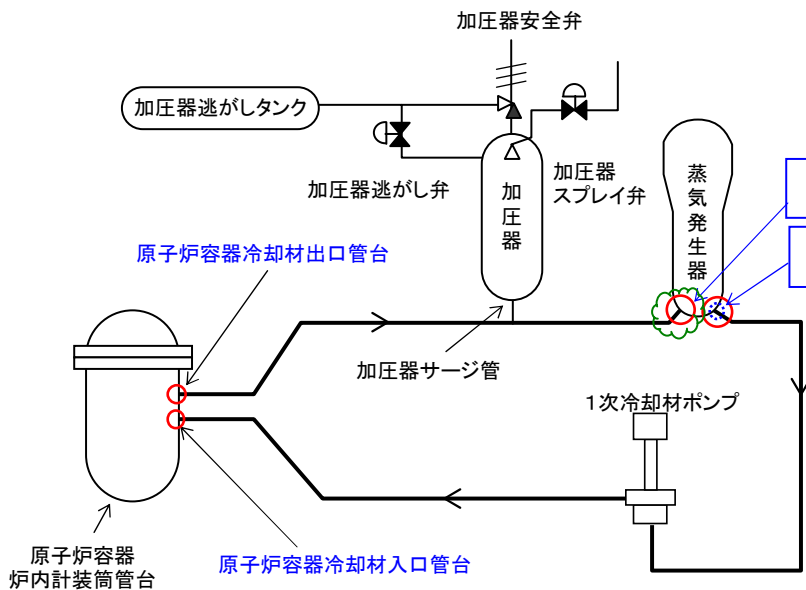 加圧器安全弁
加圧器逃がしタンク
加圧器逃がし弁
加圧器
加圧器
スプレイ弁
蒸気発生器
原子炉容器冷却材出口管台
加圧器サージ管
1次冷却材ポンプ
原子炉容器
炉内計装筒管台
原子炉容器冷却材入口管台